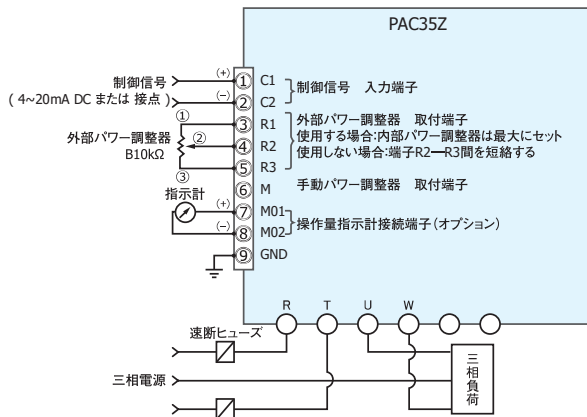 PAC35Z
制御信号
( 4~20mA DC または 接点 )
(+)
(−)
① C1
② C2
制御信号 入力端子
外部パワー調整器
B10kΩ
①
②
③
③ R1
④ R2
⑤ R3
外部パワー調整器 取付端子
使用する場合:内部パワー調整器は最大にセット
使用しない場合:端子R2―R3間を短絡する
⑥ M
手動パワー調整器 取付端子
指示計
(+)
(−)
⑦ M01
⑧ M02
操作量指示計接続端子(オプション)
⑨ GND
R T U W
速断ヒューズ
三相電源
三相負荷